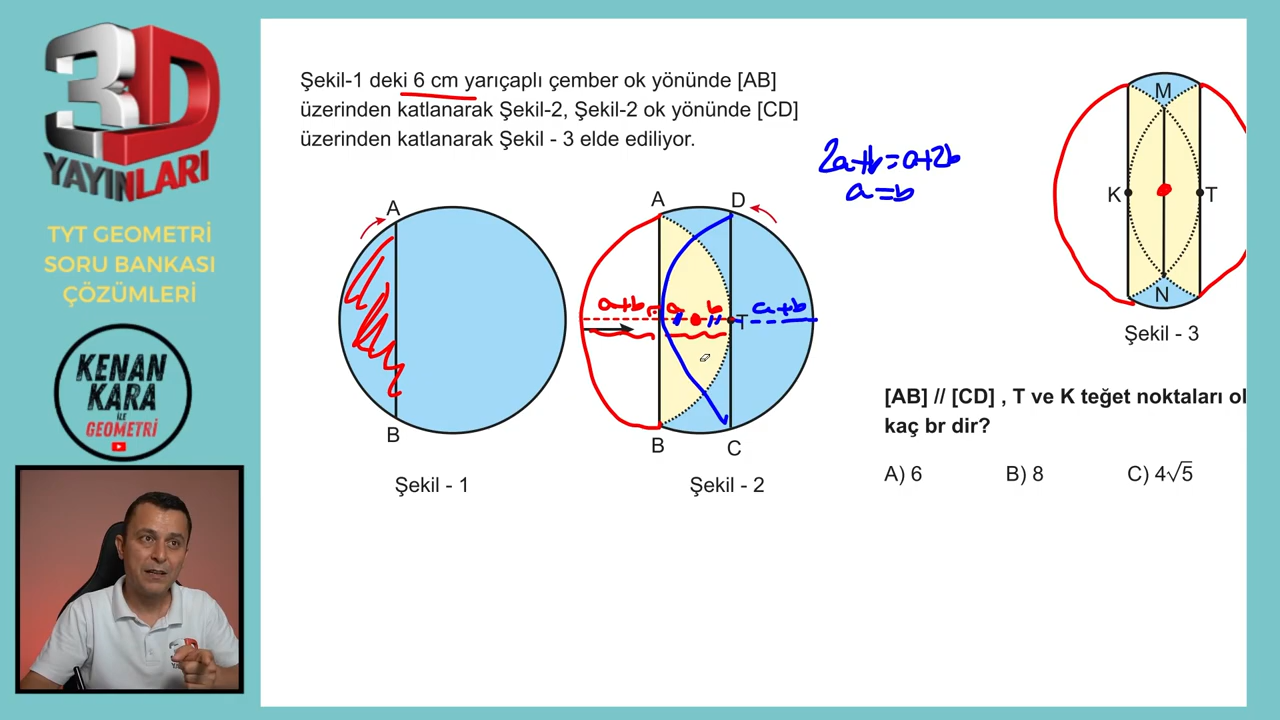 3D
YAYINLARI
TYT GEOMETRİ
SORU BANKASI
ÇÖZÜMLERİ
KENAN
KARA
İLE
GEOMETRİ
Şekil-1 deki 6 cm yarıçaplı çember ok yönünde [AB]
üzerinden katlanarak Şekil-2, Şekil-2 ok yönünde [CD]
üzerinden katlanarak Şekil - 3 elde ediliyor.
2a+b=a+2b
a=b
A
B
Şekil - 1
A
D
a+b
a
b
T
a+b
B
C
Şekil - 2
M
K
T
N
Şekil - 3
[AB] // [CD] , T ve K teğet noktaları ol
kaç br dir?
A) 6
B) 8
C) 4√5
3D